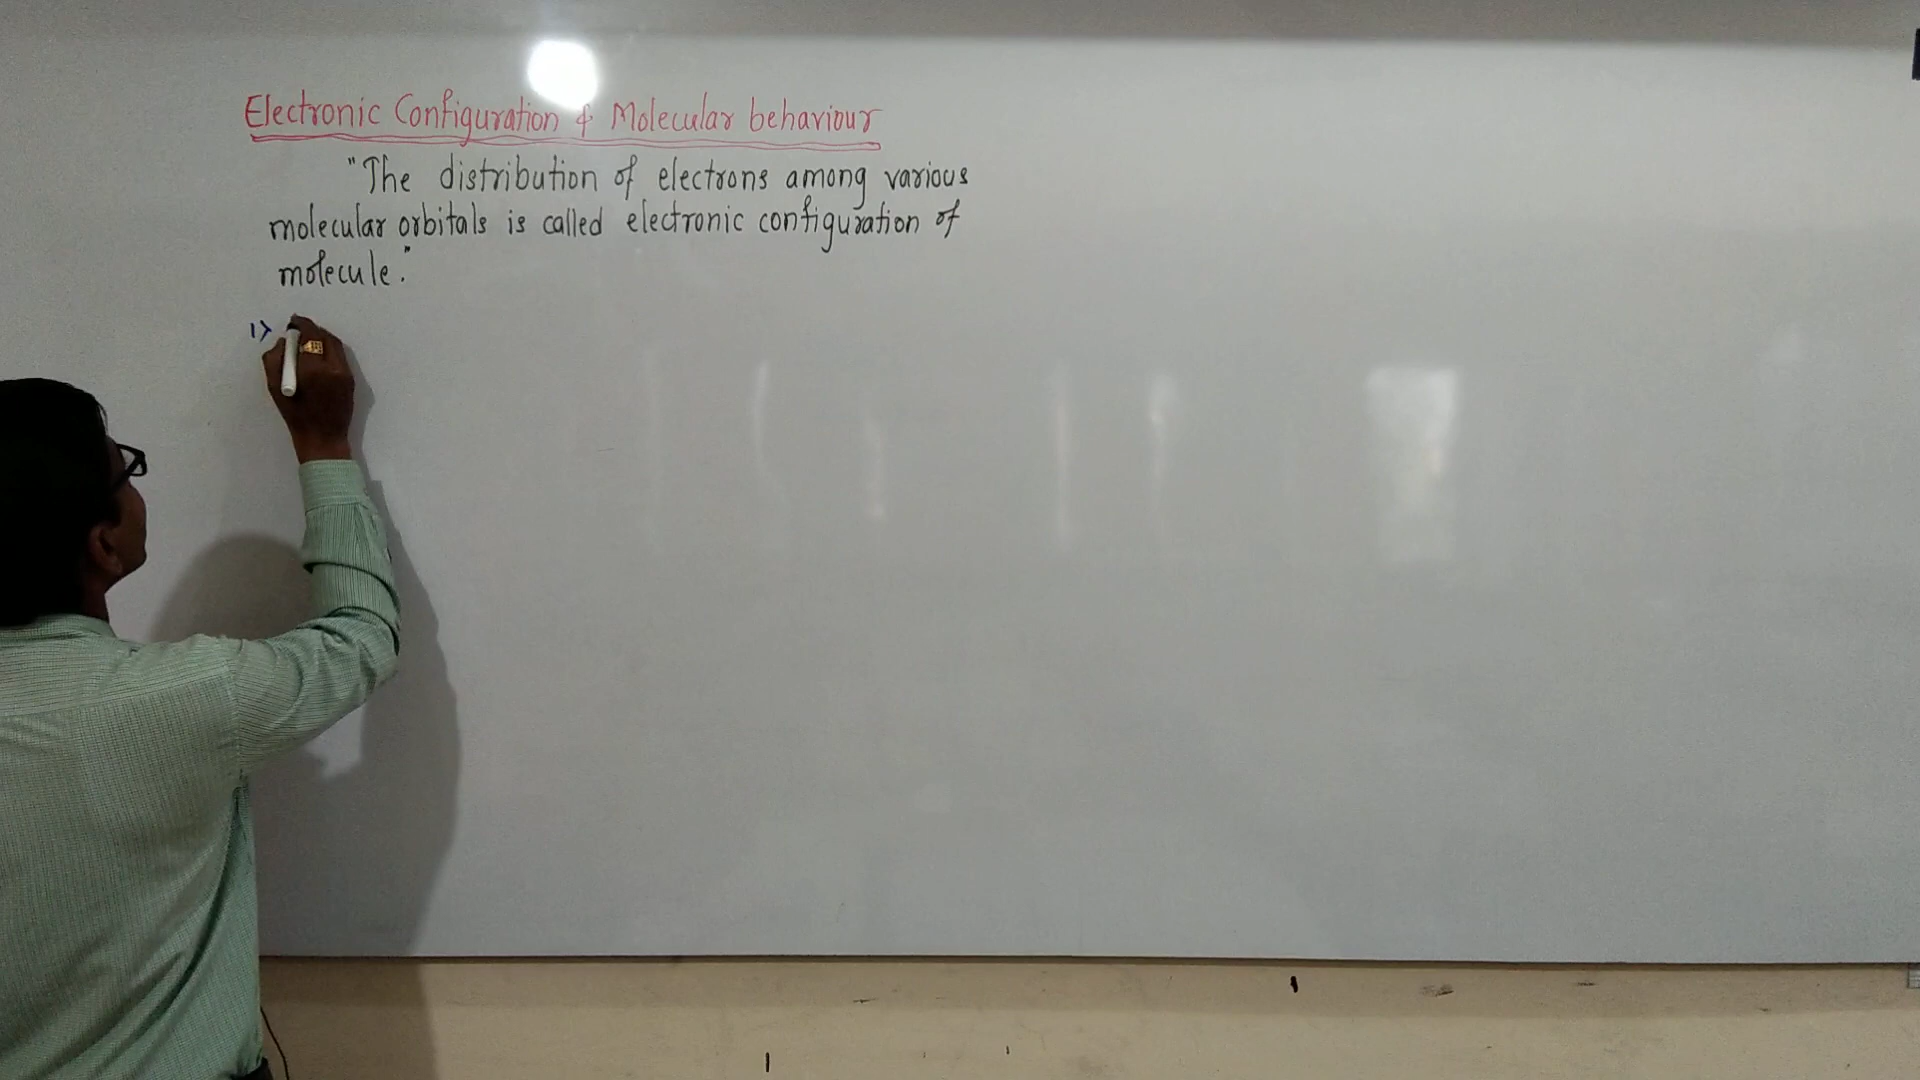 Electronic Configuration & Molecular behaviour
"The distribution of electrons among various
molecular orbitals is called electronic configuration of
molecule."
1>